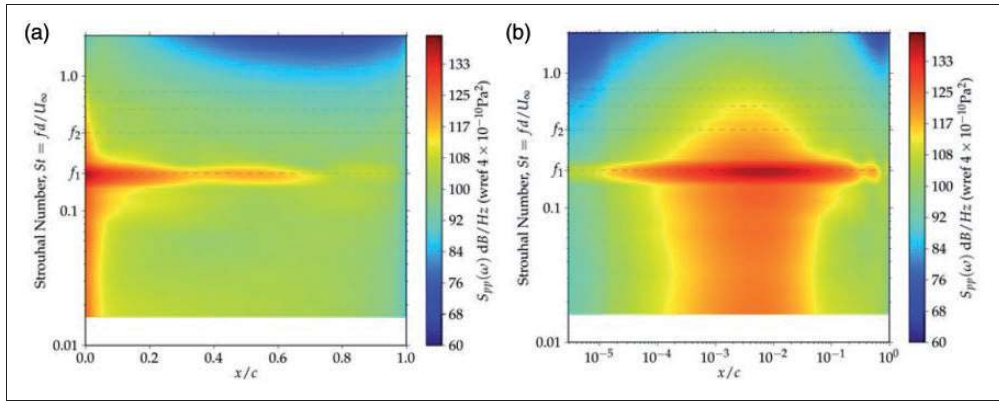 (a)
Strouhal Number, St = fd/U∞
1.0
f₂
f₁
0.1
0.01
0.0 0.2 0.4 0.6 0.8 1.0
x/c
133
125
117
108
100
92
84
76
68
60
Spp(ω) dB/Hz (wref 4 × 10⁻¹⁰Pa²)
(b)
Strouhal Number, St = fd/U∞
1.0
f₂
f₁
0.1
0.01
10⁻⁵ 10⁻⁴ 10⁻³ 10⁻² 10⁻¹ 10⁰
x/c
133
125
117
108
100
92
84
76
68
60
Spp(ω) dB/Hz (wref 4 × 10⁻¹⁰Pa²)